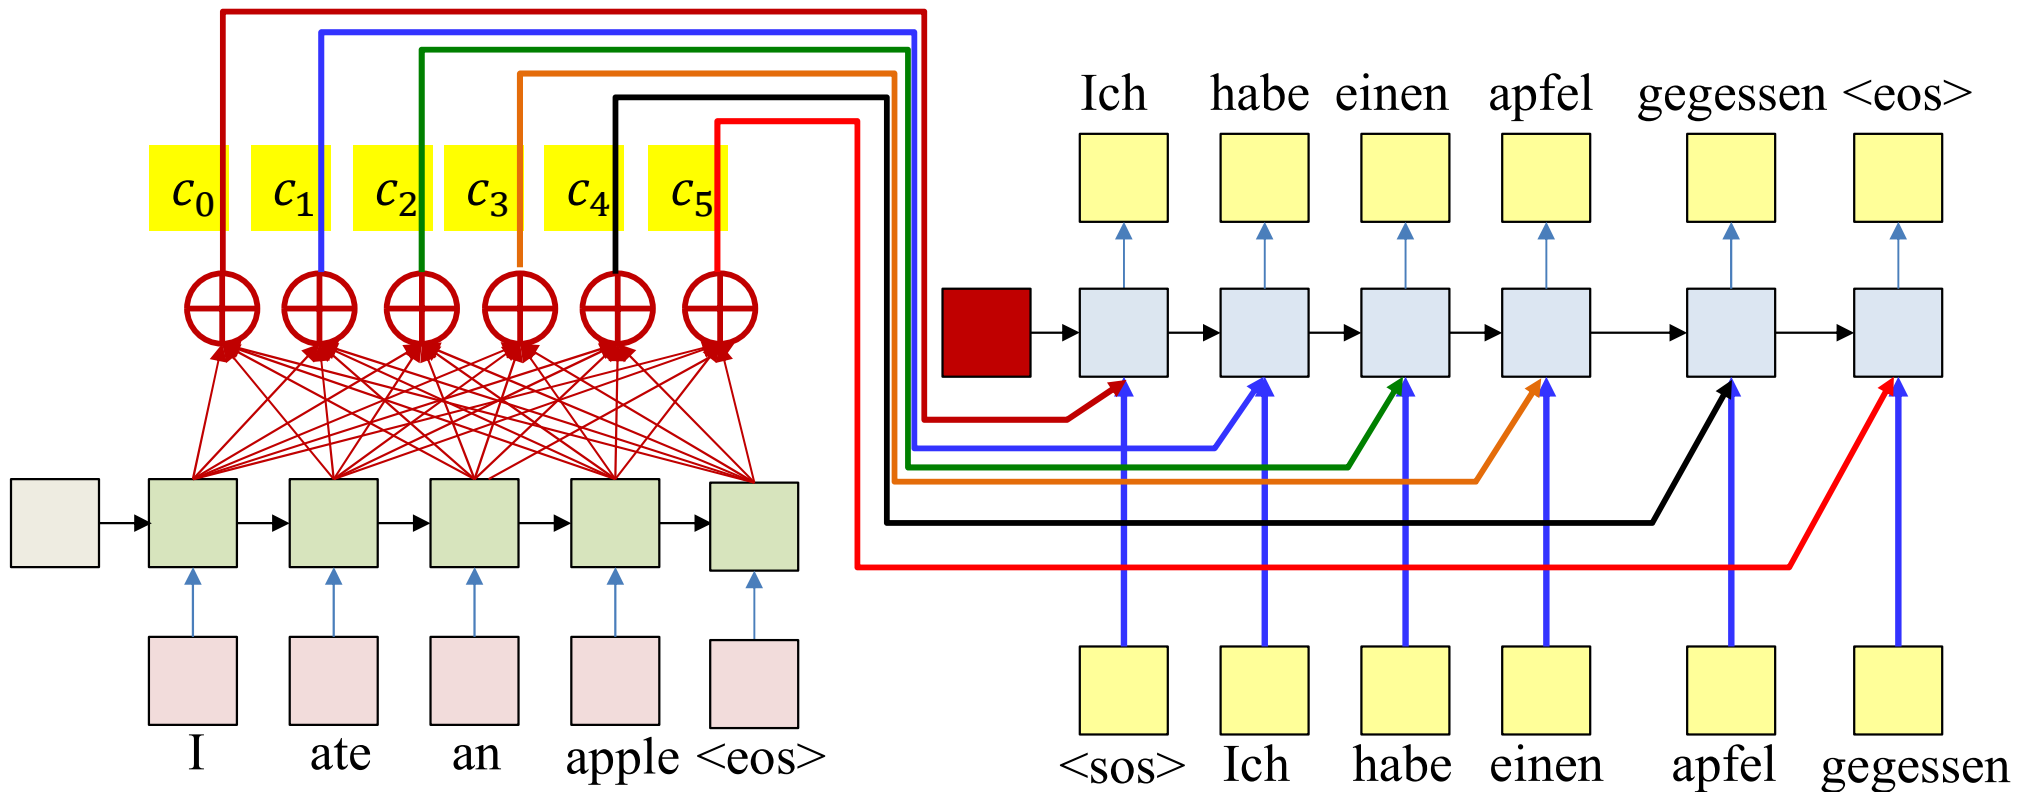 Ich habe einen apfel gegessen <eos>
c₀ c₁ c₂ c₃ c₄ c₅
I ate an apple <eos>
<sos> Ich habe einen apfel gegessen